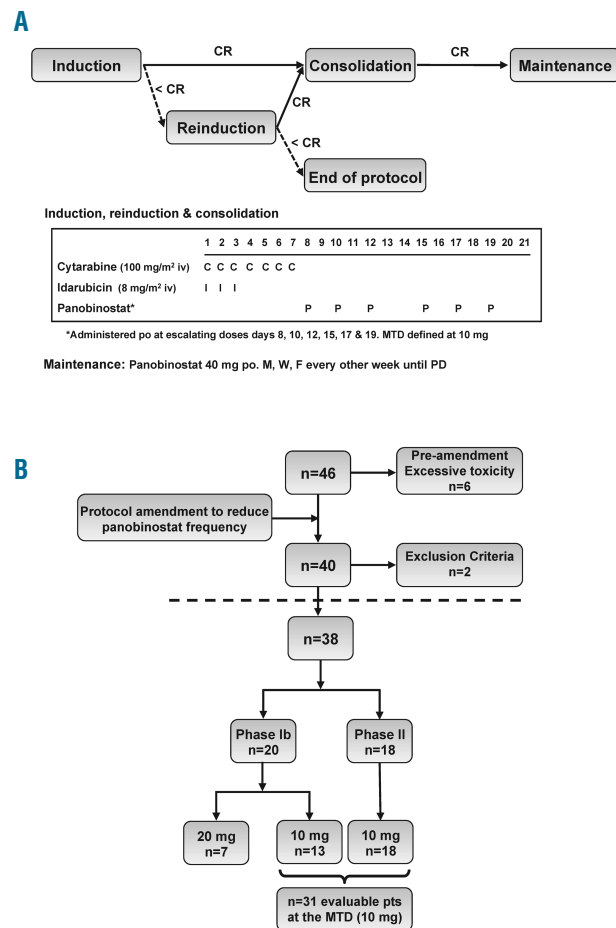 A
CR
CR
Induction
Consolidation
Maintenance
< CR
CR
Reinduction
< CR
End of protocol
Induction, reinduction & consolidation
1 2 3 4 5 6 7 8 9 10 11 12 13 14 15 16 17 18 19 20 21
Cytarabine (100 mg/m² iv) C C C C C C C
Idarubicin (8 mg/m² iv) I I I
Panobinostat* P P P P P P
*Administered po at escalating doses days 8, 10, 12, 15, 17 & 19. MTD defined at 10 mg
Maintenance: Panobinostat 40 mg po. M, W, F every other week until PD
B
n=46
Pre-amendment
Excessive toxicity
n=6
Protocol amendment to reduce
panobinostat frequency
n=40
Exclusion Criteria
n=2
n=38
Phase Ib
n=20
Phase II
n=18
20 mg
n=7
10 mg
n=13
10 mg
n=18
n=31 evaluable pts
at the MTD (10 mg)